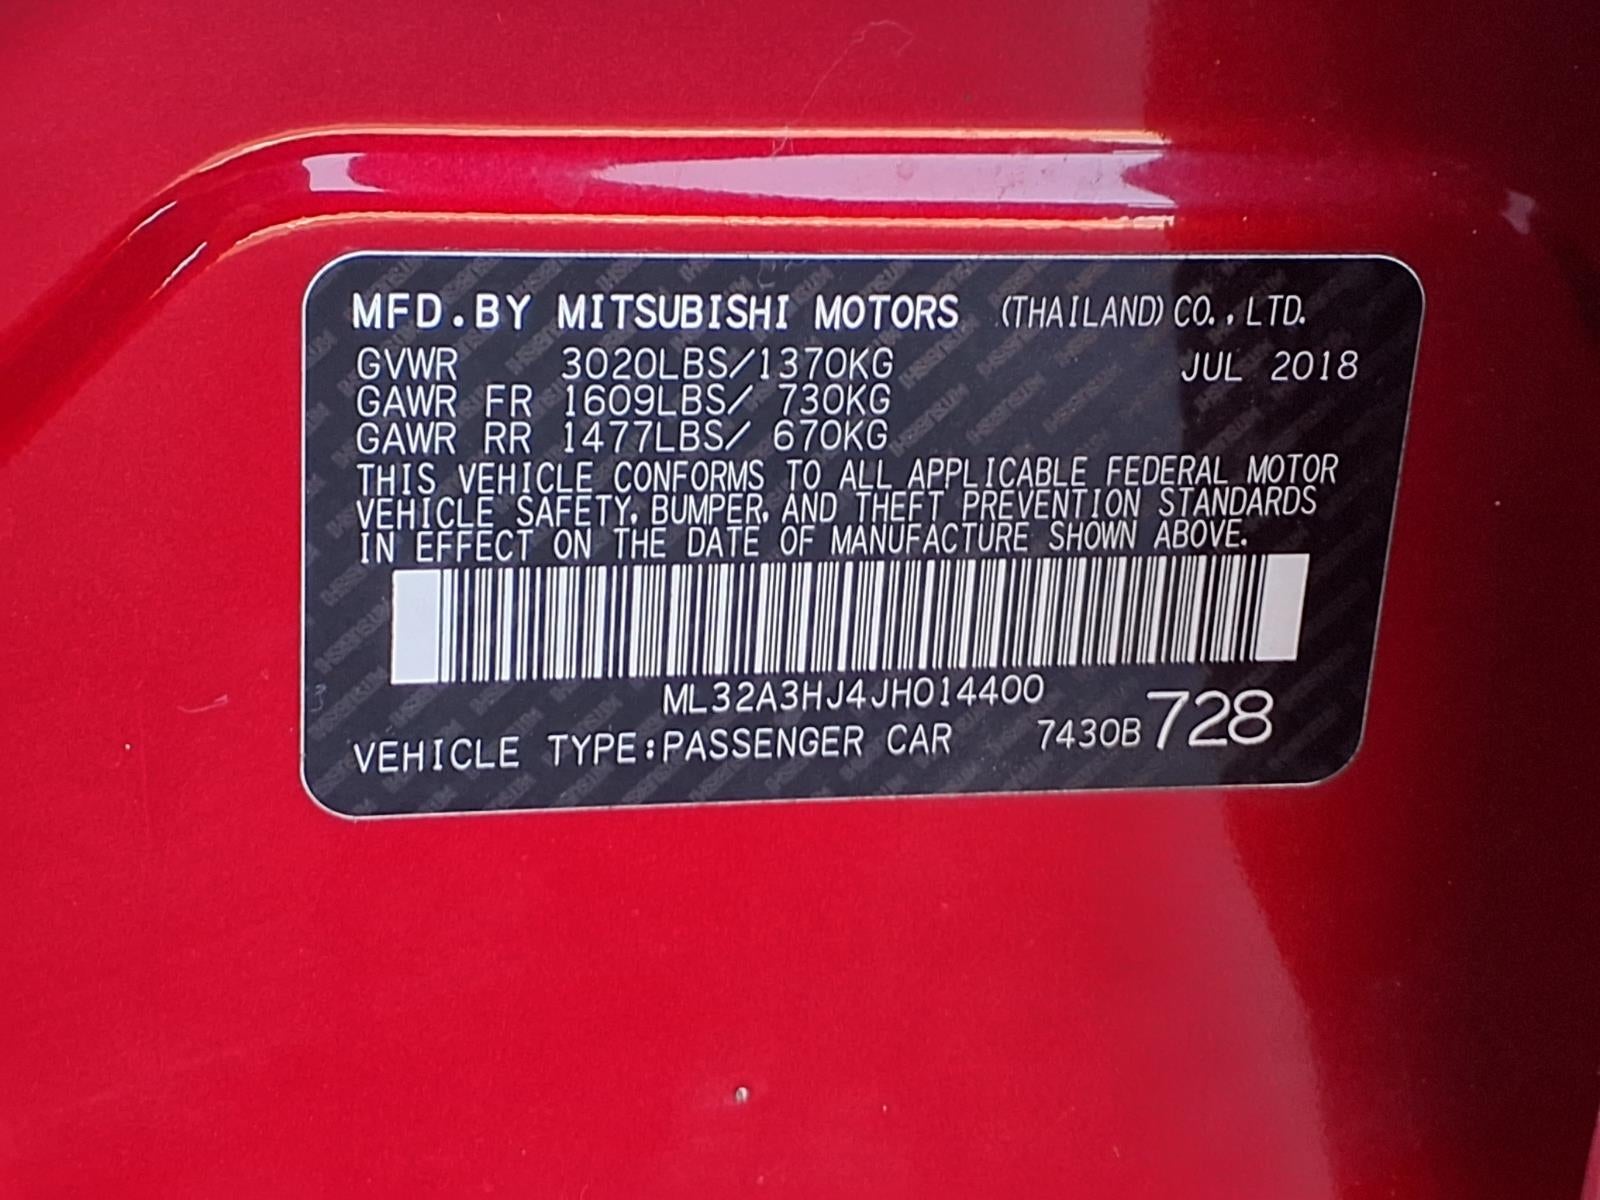 MFD.BY MITSUBISHI MOTORS (THAILAND) CO.,LTD.
GVWR 3020LBS/1370KG JUL 2018
GAWR FR 1609LBS/ 730KG
GAWR RR 1477LBS/ 670KG
THIS VEHICLE CONFORMS TO ALL APPLICABLE FEDERAL MOTOR
VEHICLE SAFETY, BUMPER, AND THEFT PREVENTION STANDARDS
IN EFFECT ON THE DATE OF MANUFACTURE SHOWN ABOVE.
ML32A3HJ4JH014400
VEHICLE TYPE:PASSENGER CAR 7430B728